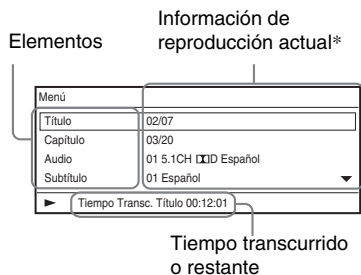 Elementos
Información de
reproducción actual*
Menú
Título 02/07
Capítulo 03/20
Audio 01 5.1CH D Español
Subtítulo 01 Español
Tiempo Transc. Título 00:12:01
Tiempo transcurrido
o restante